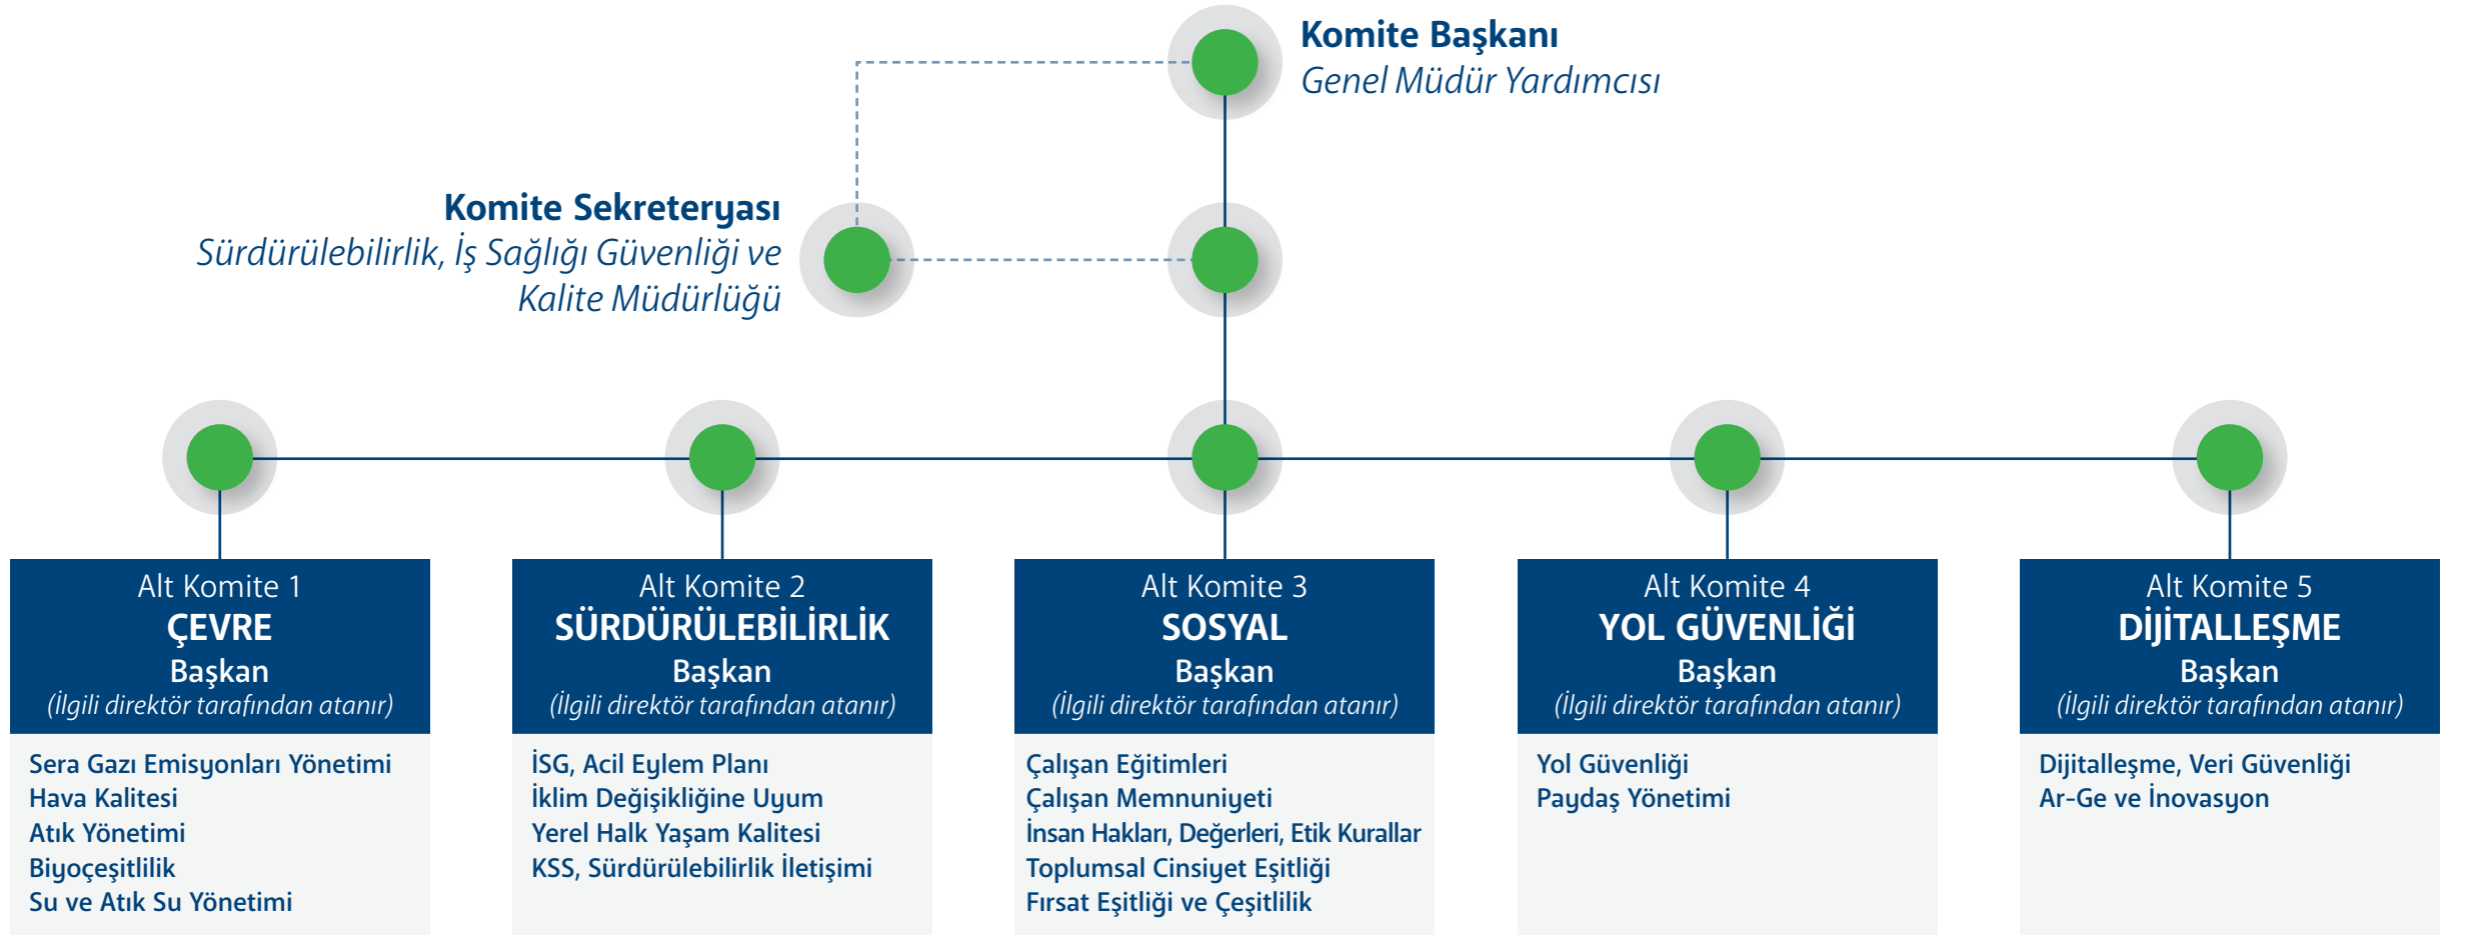 Komite Başkanı
Genel Müdür Yardımcısı
Komite Sekreteryası
Sürdürülebilirlik, İş Sağlığı Güvenliği ve
Kalite Müdürlüğü
Alt Komite 1
ÇEVRE
Başkan
(İlgili direktör tarafından atanır)
Sera Gazı Emisyonları Yönetimi
Hava Kalitesi
Atık Yönetimi
Biyoçeşitlilik
Su ve Atık Su Yönetimi
Alt Komite 2
SÜRDÜRÜLEBİLİRLİK
Başkan
(İlgili direktör tarafından atanır)
İSG, Acil Eylem Planı
İklim Değişikliğine Uyum
Yerel Halk Yaşam Kalitesi
KSS, Sürdürülebilirlik İletişimi
Alt Komite 3
SOSYAL
Başkan
(İlgili direktör tarafından atanır)
Çalışan Eğitimleri
Çalışan Memnuniyeti
İnsan Hakları, Değerleri, Etik Kurallar
Toplumsal Cinsiyet Eşitliği
Fırsat Eşitliği ve Çeşitlilik
Alt Komite 4
YOL GÜVENLİĞİ
Başkan
(İlgili direktör tarafından atanır)
Yol Güvenliği
Paydaş Yönetimi
Alt Komite 5
DİJİTALLEŞME
Başkan
(İlgili direktör tarafından atanır)
Dijitalleşme, Veri Güvenliği
Ar-Ge ve İnovasyon